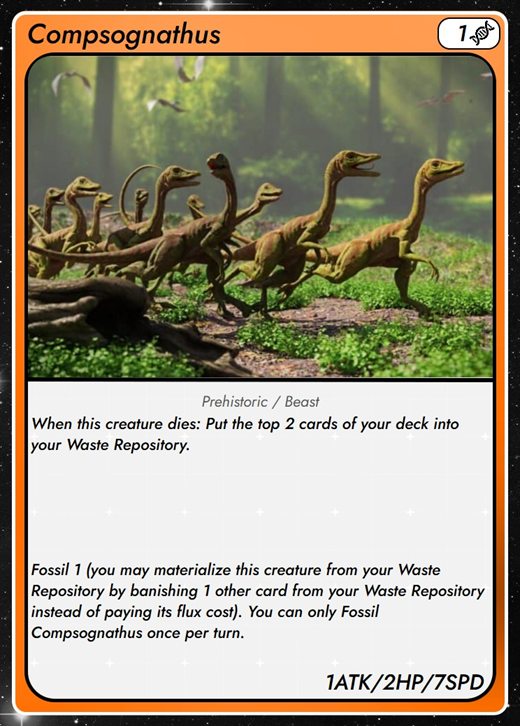 Compsognathus
1
Prehistoric / Beast
When this creature dies: Put the top 2 cards of your deck into
your Waste Repository.
Fossil 1 (you may materialize this creature from your Waste
Repository by banishing 1 other card from your Waste Repository
instead of paying its flux cost). You can only Fossil
Compsognathus once per turn.
1ATK/2HP/7SPD